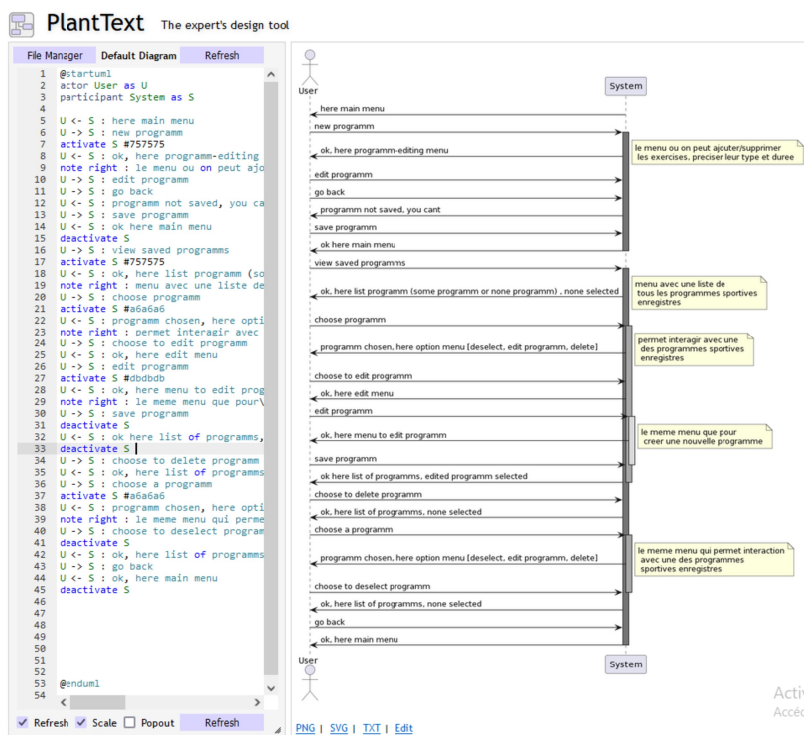 PlantText The expert's design tool
File Manager Default Diagram Refresh
1 @startuml
2 actor User as U
3 participant System as S
4
5 U <- S : here main menu
6 U -> S : new programm
7 activate S #757575
8 U <- S : ok, here programm-editing
9 note right : le menu ou on peut ajo
10 U -> S : edit programm
11 U -> S : go back
12 U <- S : programm not saved, you ca
13 U -> S : save programm
14 U <- S : ok here main menu
15 deactivate S
16 U -> S : view saved programms
17 activate S #757575
18 U <- S : ok, here list programm (so
19 note right : menu avec une liste de
20 U -> S : choose programm
21 activate S #a6a6a6
22 U <- S : programm chosen, here opti
23 note right : permet interagir avec
24 U -> S : choose to edit programm
25 U <- S : ok, here edit menu
26 U -> S : edit programm
27 activate S #dbdbdb
28 U <- S : ok, here menu to edit prog
29 note right : le meme menu que pour\
30 U -> S : save programm
31 deactivate S
32 U <- S : ok here list of programms,
33 deactivate S
34 U -> S : choose to delete programm
35 U <- S : ok, here list of programms
36 U -> S : choose a programm
37 activate S #a6a6a6
38 U <- S : programm chosen, here opti
39 note right : le meme menu qui perme
40 U -> S : choose to deselect program
41 deactivate S
42 U <- S : ok, here list of programms
43 U -> S : go back
44 U <- S : ok, here main menu
45 deactivate S
46
47
48
49
50
51
52
53 @enduml
54
Refresh Scale Popout Refresh
User
System
here main menu
new programm
ok, here programm-editing menu
le menu ou on peut ajouter/supprimer
les exercises, preciser leur type et duree
edit programm
go back
programm not saved, you cant
save programm
ok here main menu
view saved programms
ok, here list programm (some programm or none programm) , none selected
menu avec une liste de
tous les programmes sportives
enregistres
choose programm
programm chosen, here option menu [deselect, edit programm, delete]
permet interagir avec une
des programmes sportives
enregistres
choose to edit programm
ok, here edit menu
edit programm
ok, here menu to edit programm
le meme menu que pour
creer une nouvelle programme
save programm
ok here list of programms, edited programm selected
choose to delete programm
ok, here list of programms, none selected
choose a programm
programm chosen, here option menu [deselect, edit programm, delete]
le meme menu qui permet interaction
avec une des programmes
sportives enregistres
choose to deselect programm
ok, here list of programms, none selected
go back
ok, here main menu
User
System
PNG | SVG | TXT | Edit